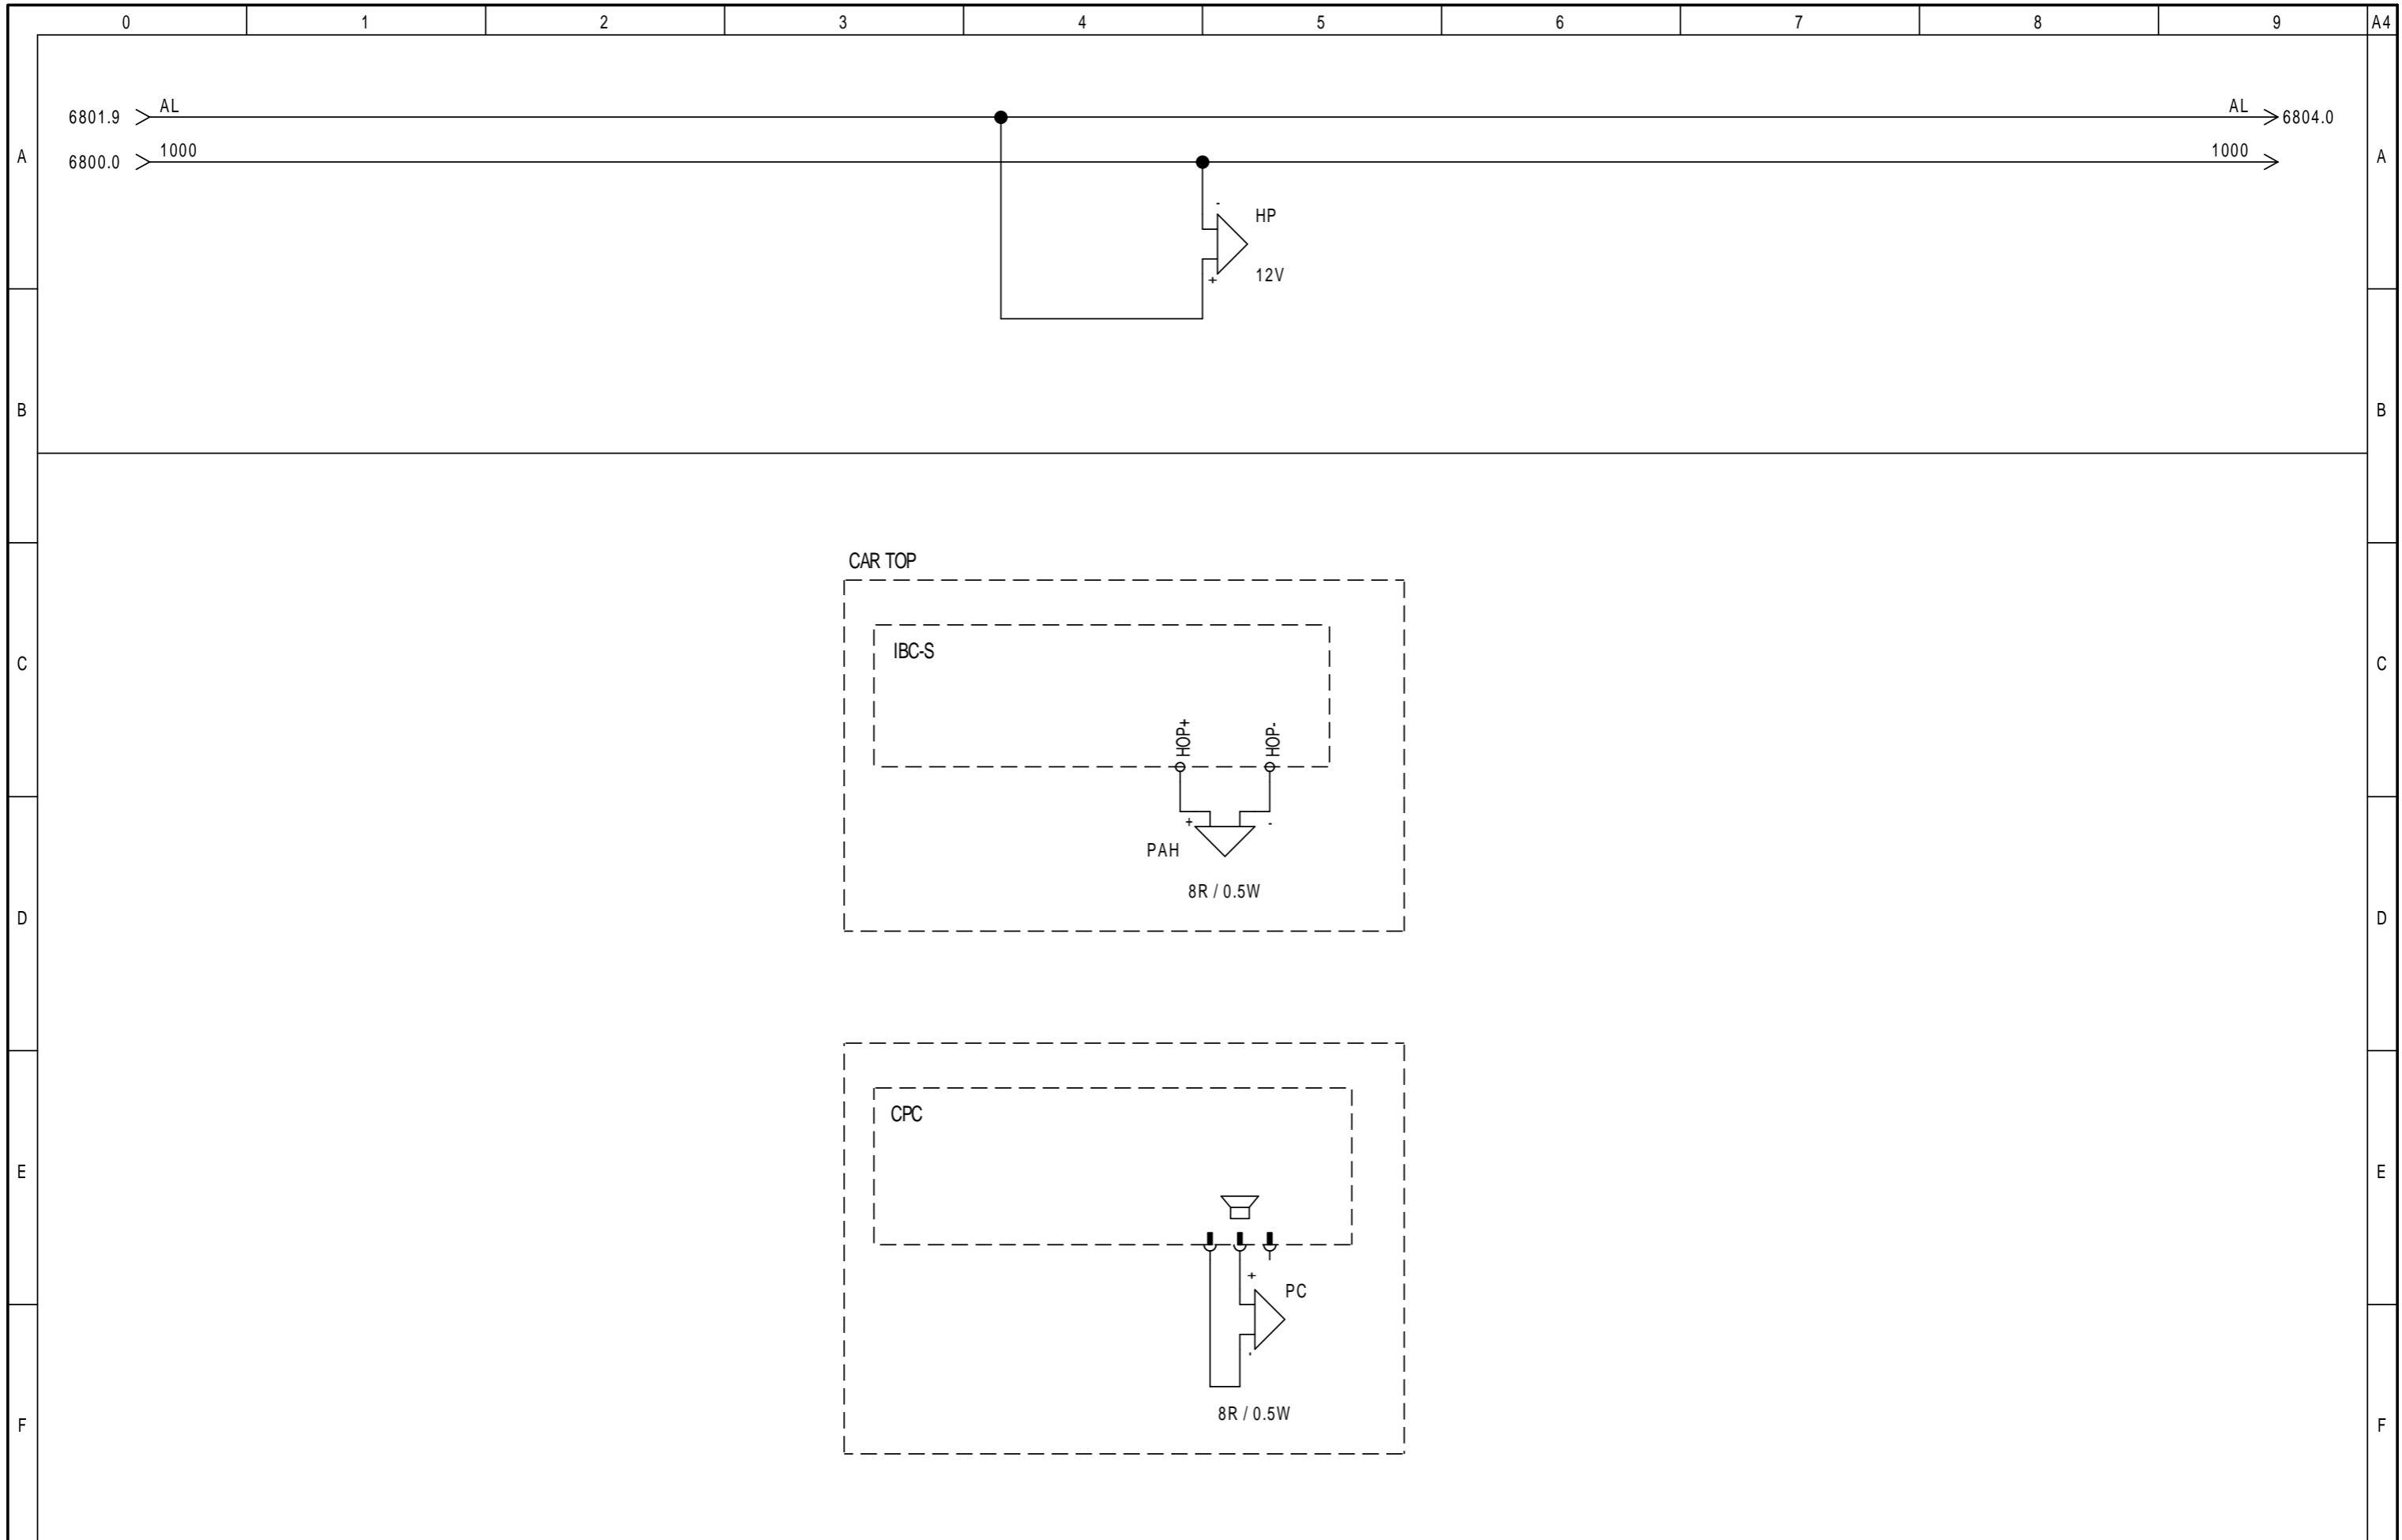 0 1 2 3 4 5 6 7 8 9 A4
6801.9 AL AL 6804.0
A 6800.0 1000 1000 A
- HP
+ 12V
B B
CAR TOP
IBC-S
C C
HOP+ HOP-
+ -
PAH
8R / 0.5W
D D
CPC
E E
+ PC
-
8R / 0.5W
F F